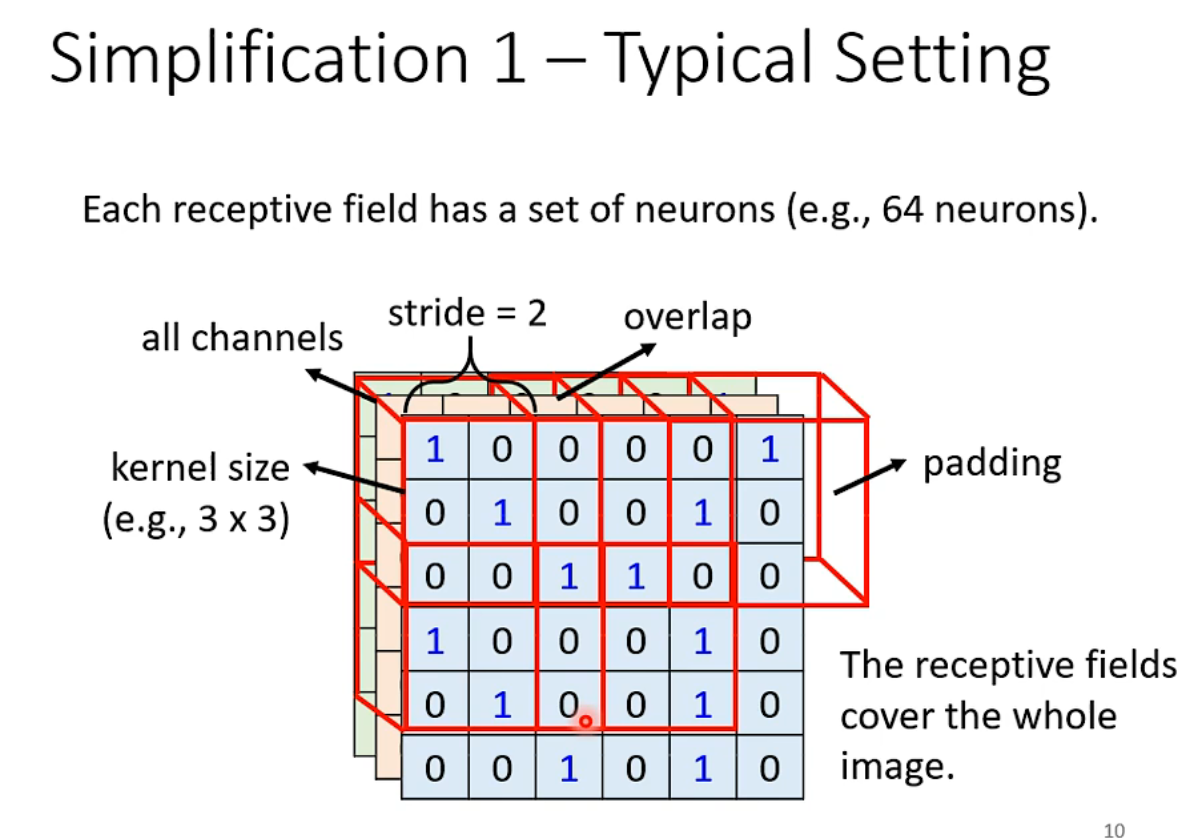 Simplification 1 – Typical Setting
Each receptive field has a set of neurons (e.g., 64 neurons).
all channels
stride = 2
overlap
kernel size
(e.g., 3 x 3)
padding
1 0 0 0 0 1
0 1 0 0 1 0
0 0 1 1 0 0
1 0 0 0 1 0
0 1 0 0 1 0
0 0 1 0 1 0
The receptive fields
cover the whole
image.
10